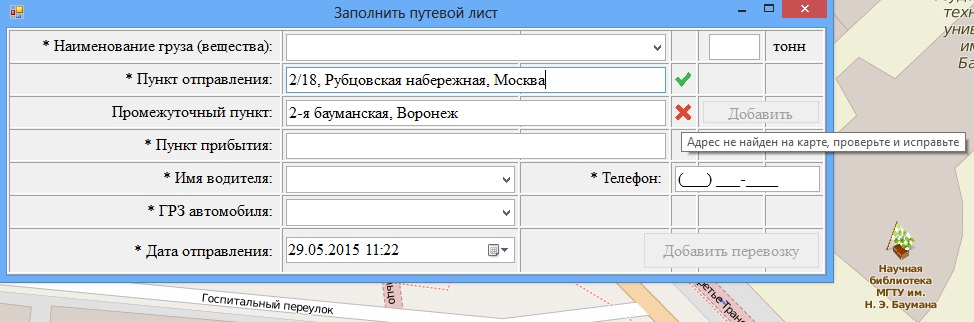 Заполнить путевой лист
* Наименование груза (вещества):
тонн
* Пункт отправления: 2/18, Рубцовская набережная, Москва
Промежуточный пункт: 2-я бауманская, Воронеж
Добавить
* Пункт прибытия:
Адрес не найден на карте, проверьте и исправьте
* Имя водителя:
* Телефон: (___) ___-____
* ГРЗ автомобиля:
* Дата отправления: 29.05.2015 11:22
Добавить перевозку
Госпитальный переулок
Научная
библиотека
МГТУ им.
Н. Э. Баумана